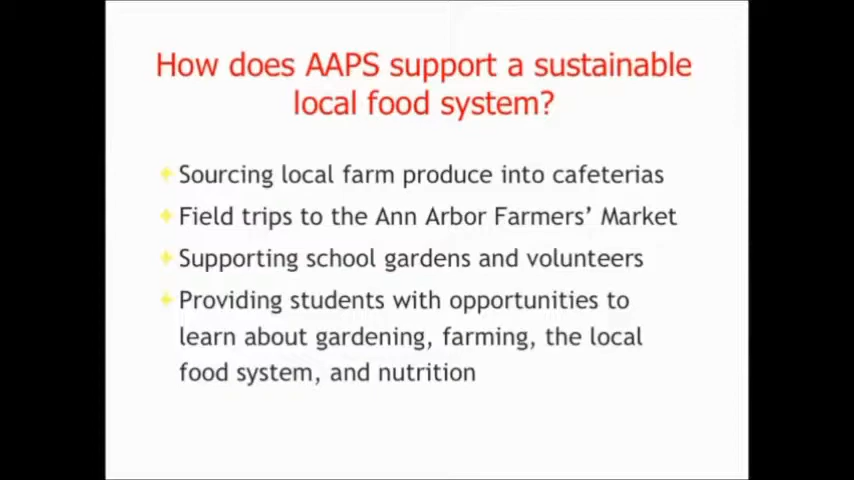 How does AAPS support a sustainable
local food system?
Sourcing local farm produce into cafeterias
Field trips to the Ann Arbor Farmers’ Market
Supporting school gardens and volunteers
Providing students with opportunities to
learn about gardening, farming, the local
food system, and nutrition